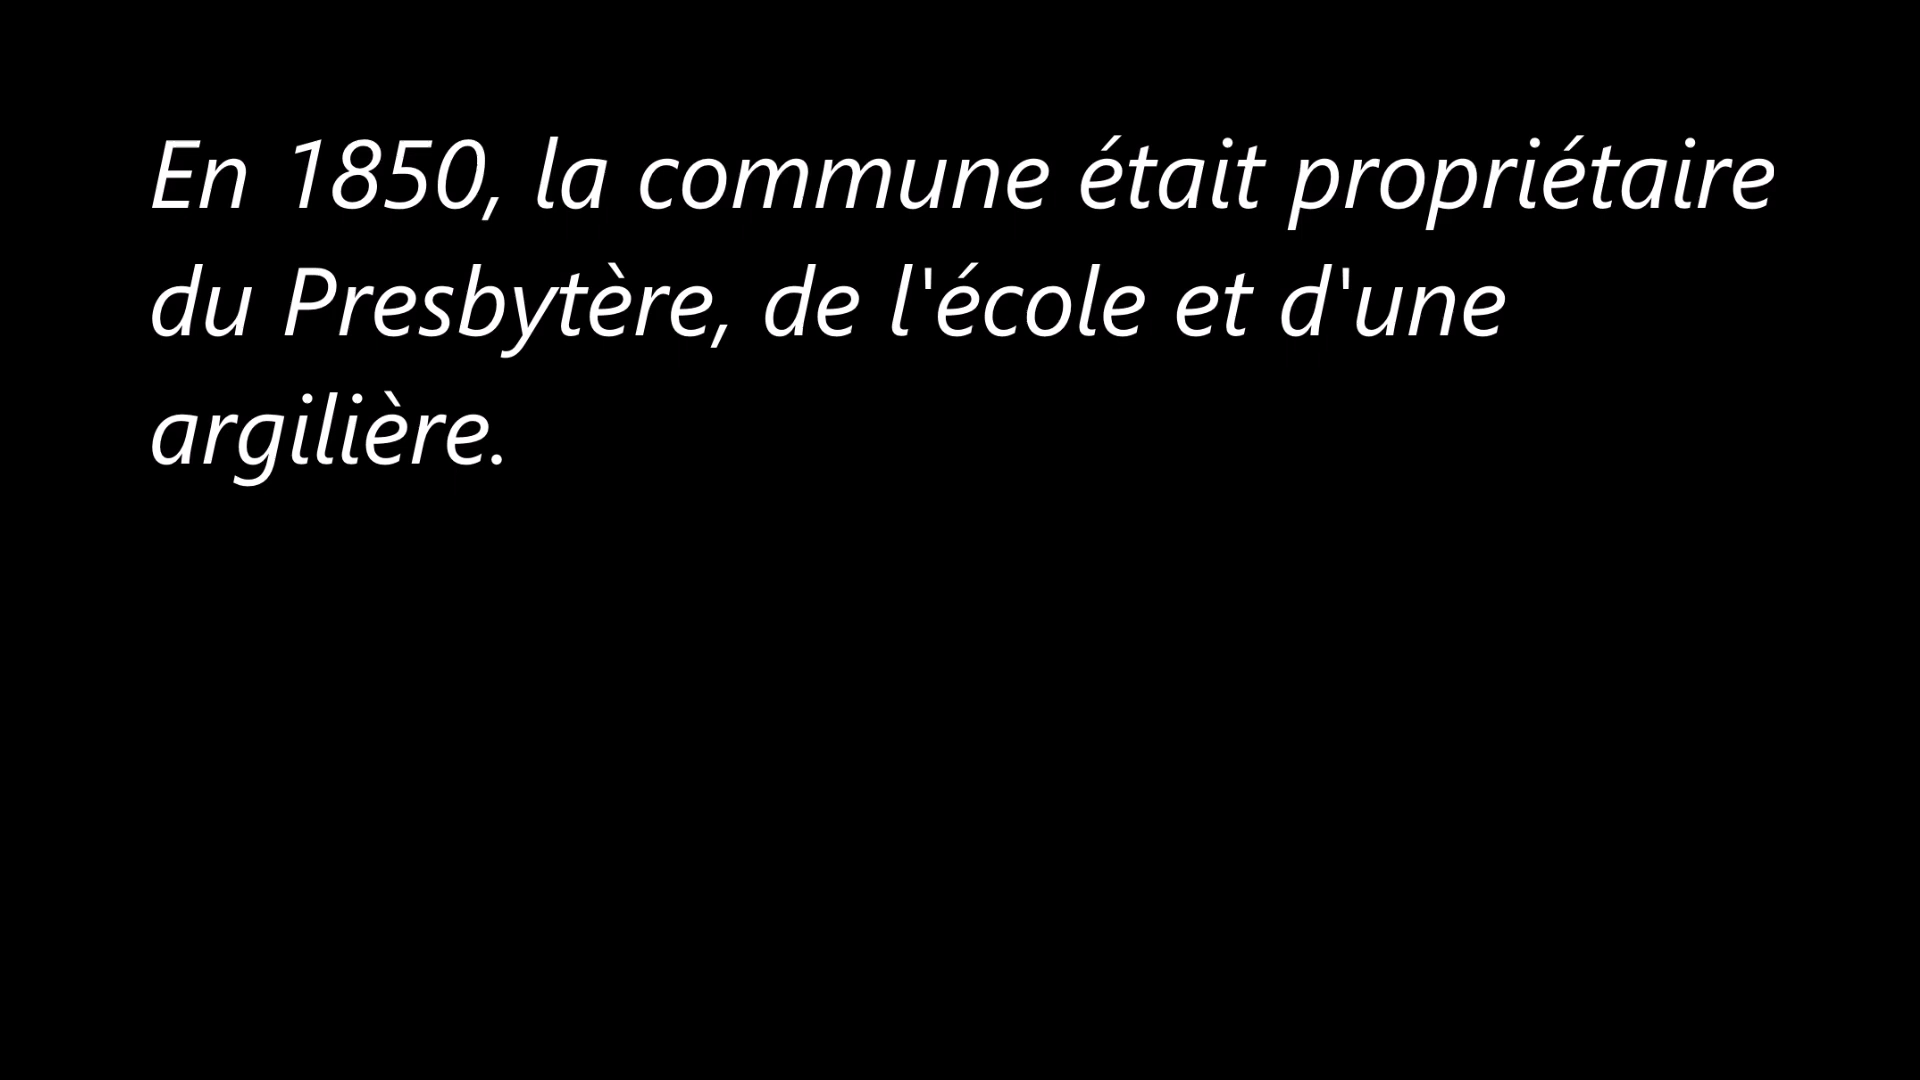 En 1850, la commune était propriétaire
du Presbytère, de l'école et d'une
argilière.